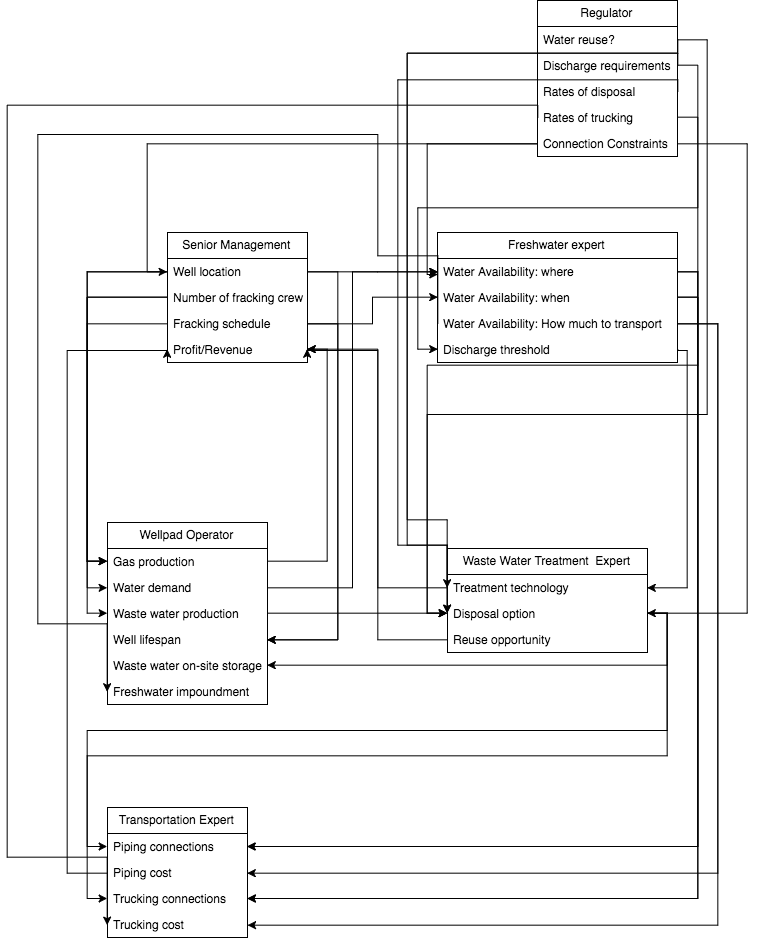 Regulator
Water reuse?
Discharge requirements
Rates of disposal
Rates of trucking
Connection Constraints
Senior Management
Well location
Number of fracking crew
Fracking schedule
Profit/Revenue
Freshwater expert
Water Availability: where
Water Availability: when
Water Availability: How much to transport
Discharge threshold
Wellpad Operator
Gas production
Water demand
Waste water production
Well lifespan
Waste water on-site storage
Freshwater impoundment
Waste Water Treatment  Expert
Treatment technology
Disposal option
Reuse opportunity
Transportation Expert
Piping connections
Piping cost
Trucking connections
Trucking cost